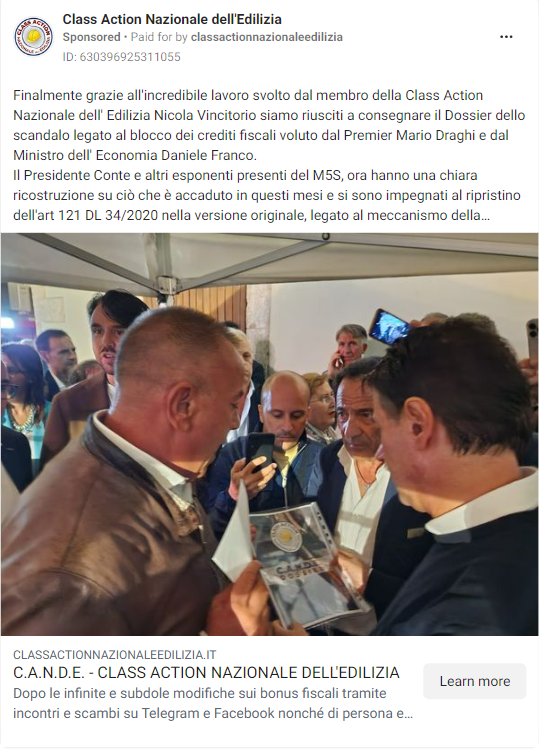 Class Action Nazionale dell'Edilizia
Sponsored • Paid for by classactionnazionaleedilizia
ID: 630396925311055
Finalmente grazie all'incredibile lavoro svolto dal membro della Class Action
Nazionale dell' Edilizia Nicola Vincitorio siamo riusciti a consegnare il Dossier dello
scandalo legato al blocco dei crediti fiscali voluto dal Premier Mario Draghi e dal
Ministro dell' Economia Daniele Franco.
Il Presidente Conte e altri esponenti presenti del M5S, ora hanno una chiara
ricostruzione su ciò che è accaduto in questi mesi e si sono impegnati al ripristino
dell'art 121 DL 34/2020 nella versione originale, legato al meccanismo della...
C.A.N.D.E.
DOSSIER
CLASSACTIONNAZIONALEEDILIZIA.IT
C.A.N.D.E. - CLASS ACTION NAZIONALE DELL'EDILIZIA
Dopo le infinite e subdole modifiche sui bonus fiscali tramite
incontri e scambi su Telegram e Facebook nonché di persona e...
Learn more